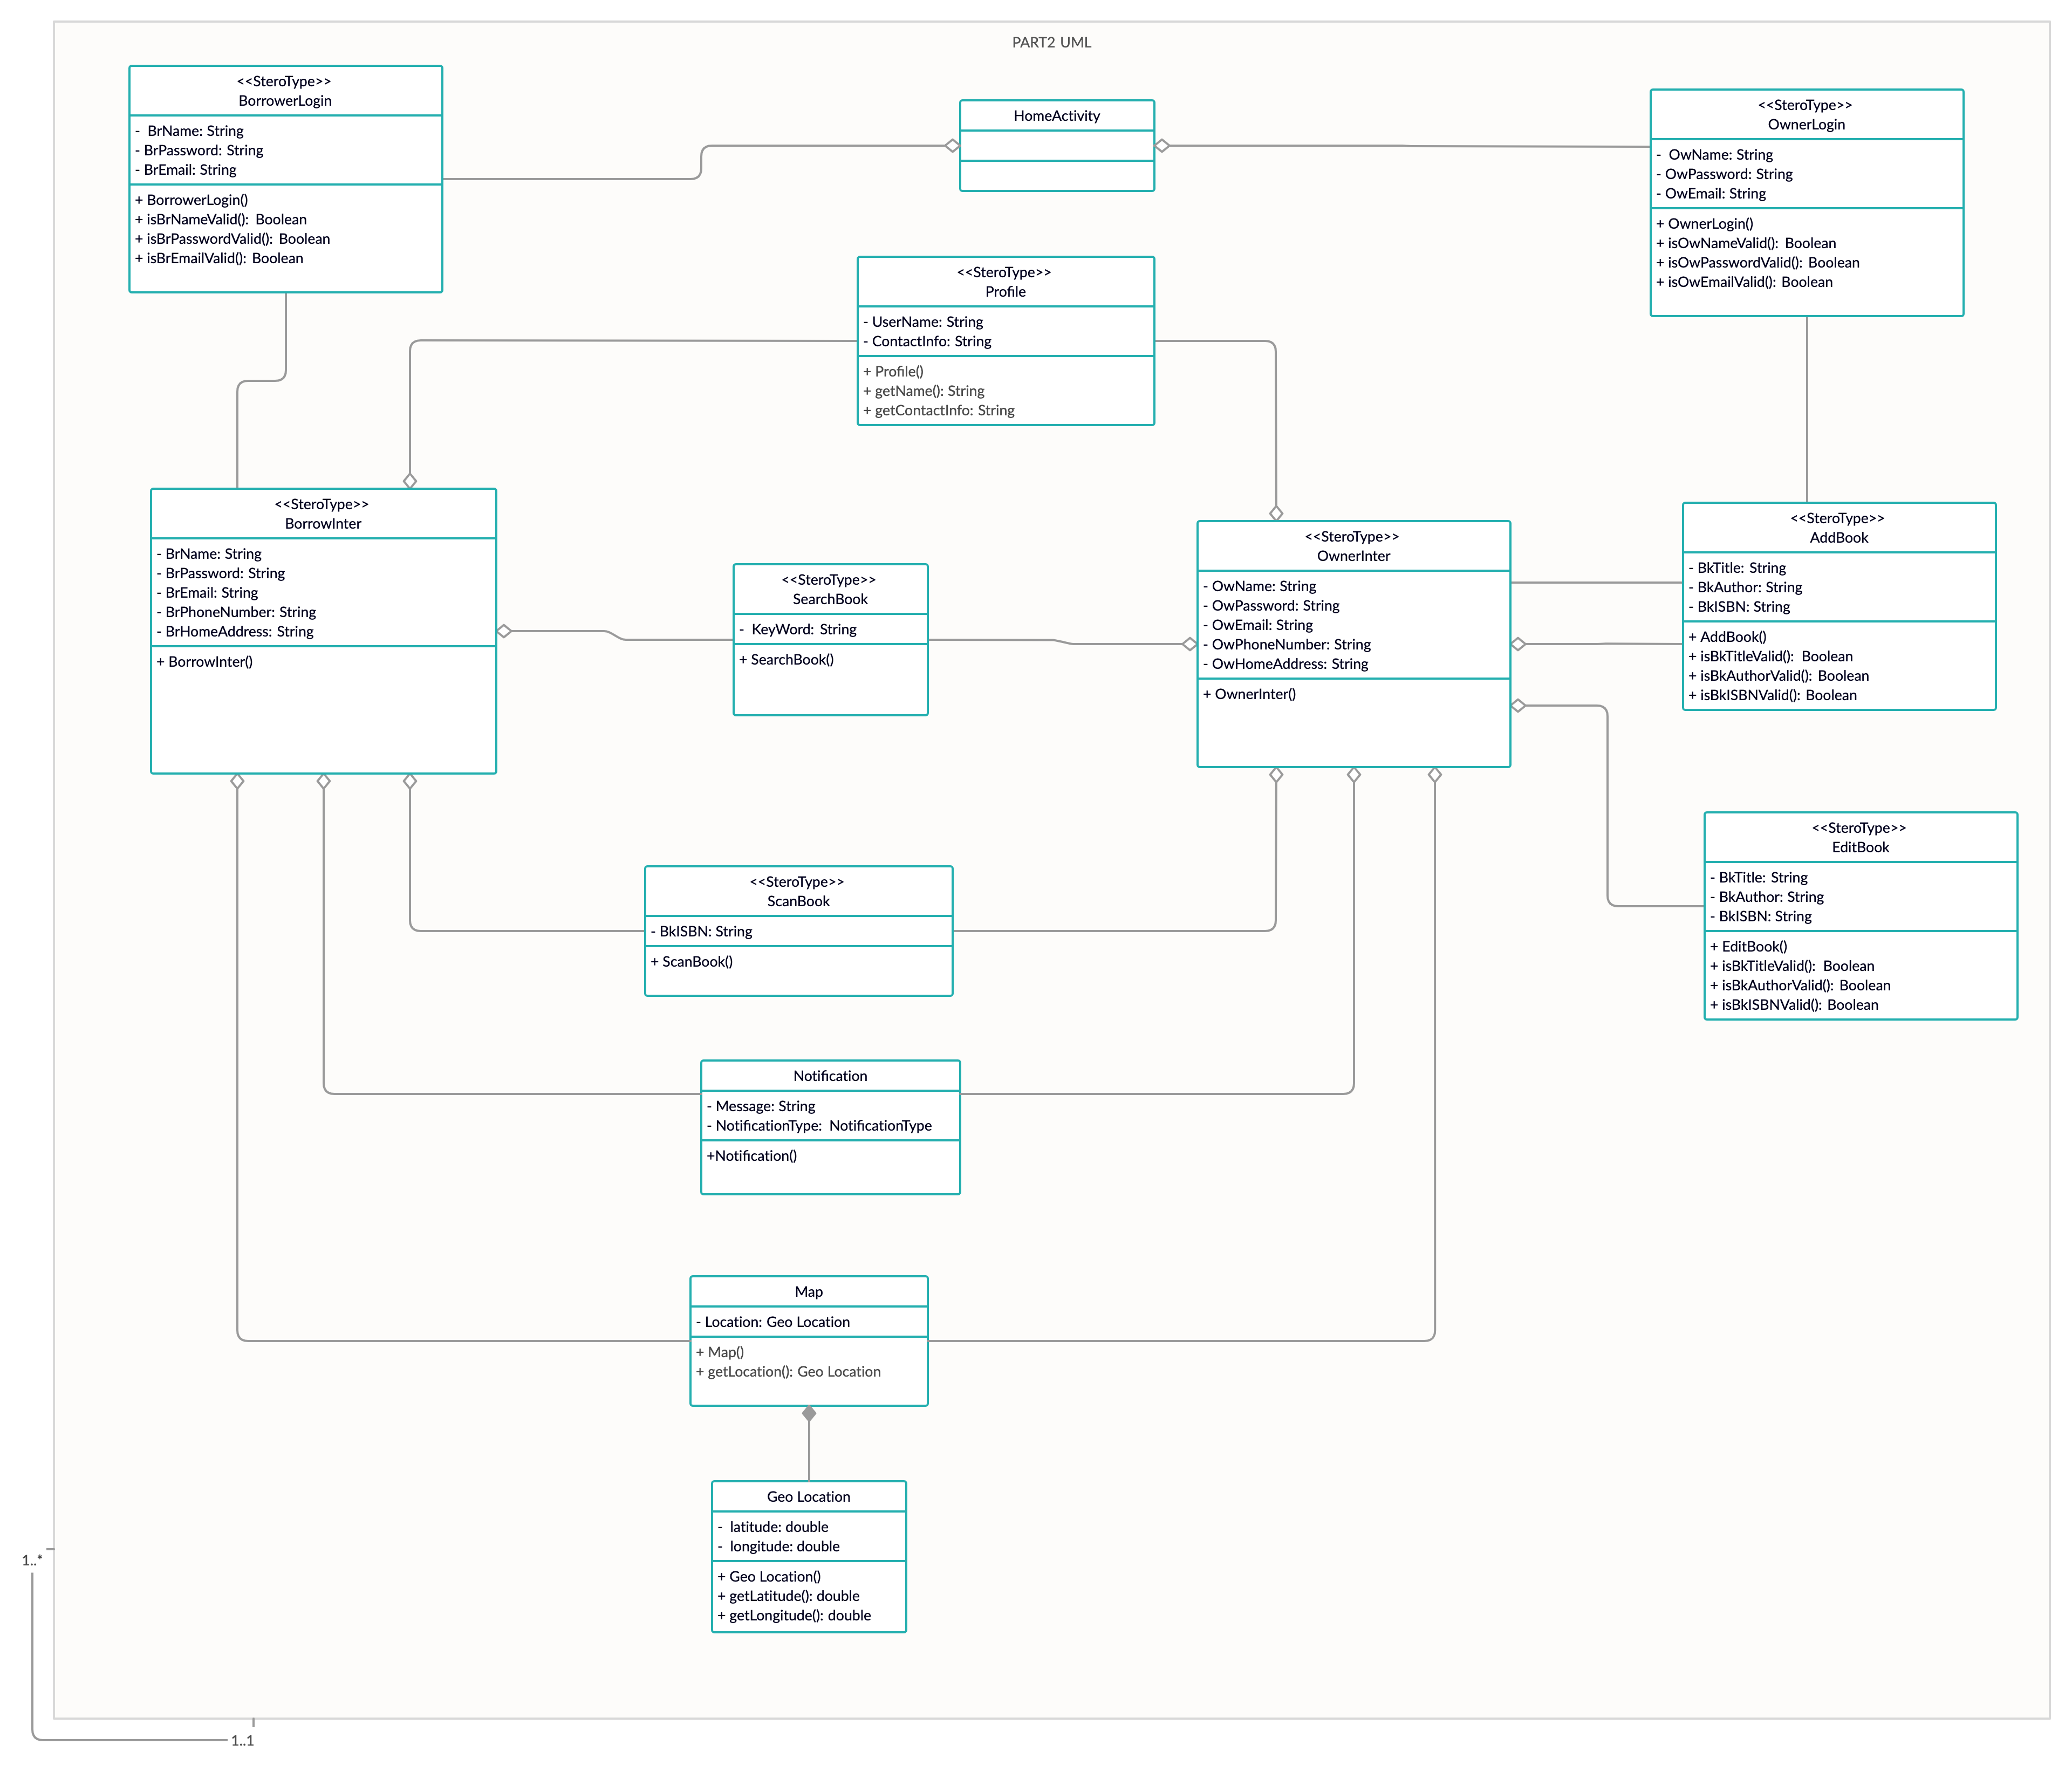 PART2 UML
<<SteroType>>
BorrowerLogin
- BrName: String
- BrPassword: String
- BrEmail: String
+ BorrowerLogin()
+ isBrNameValid(): Boolean
+ isBrPasswordValid(): Boolean
+ isBrEmailValid(): Boolean
HomeActivity
<<SteroType>>
OwnerLogin
- OwName: String
- OwPassword: String
- OwEmail: String
+ OwnerLogin()
+ isOwNameValid(): Boolean
+ isOwPasswordValid(): Boolean
+ isOwEmailValid(): Boolean
<<SteroType>>
Profile
- UserName: String
- ContactInfo: String
+ Profile()
+ getName(): String
+ getContactInfo: String
<<SteroType>>
BorrowInter
- BrName: String
- BrPassword: String
- BrEmail: String
- BrPhoneNumber: String
- BrHomeAddress: String
+ BorrowInter()
<<SteroType>>
SearchBook
- KeyWord: String
+ SearchBook()
<<SteroType>>
OwnerInter
- OwName: String
- OwPassword: String
- OwEmail: String
- OwPhoneNumber: String
- OwHomeAddress: String
+ OwnerInter()
<<SteroType>>
AddBook
- BkTitle: String
- BkAuthor: String
- BkISBN: String
+ AddBook()
+ isBkTitleValid(): Boolean
+ isBkAuthorValid(): Boolean
+ isBkISBNValid(): Boolean
<<SteroType>>
EditBook
- BkTitle: String
- BkAuthor: String
- BkISBN: String
+ EditBook()
+ isBkTitleValid(): Boolean
+ isBkAuthorValid(): Boolean
+ isBkISBNValid(): Boolean
<<SteroType>>
ScanBook
- BkISBN: String
+ ScanBook()
Notification
- Message: String
- NotificationType: NotificationType
+Notification()
Map
- Location: Geo Location
+ Map()
+ getLocation(): Geo Location
Geo Location
- latitude: double
- longitude: double
+ Geo Location()
+ getLatitude(): double
+ getLongitude(): double
1..*
1..1